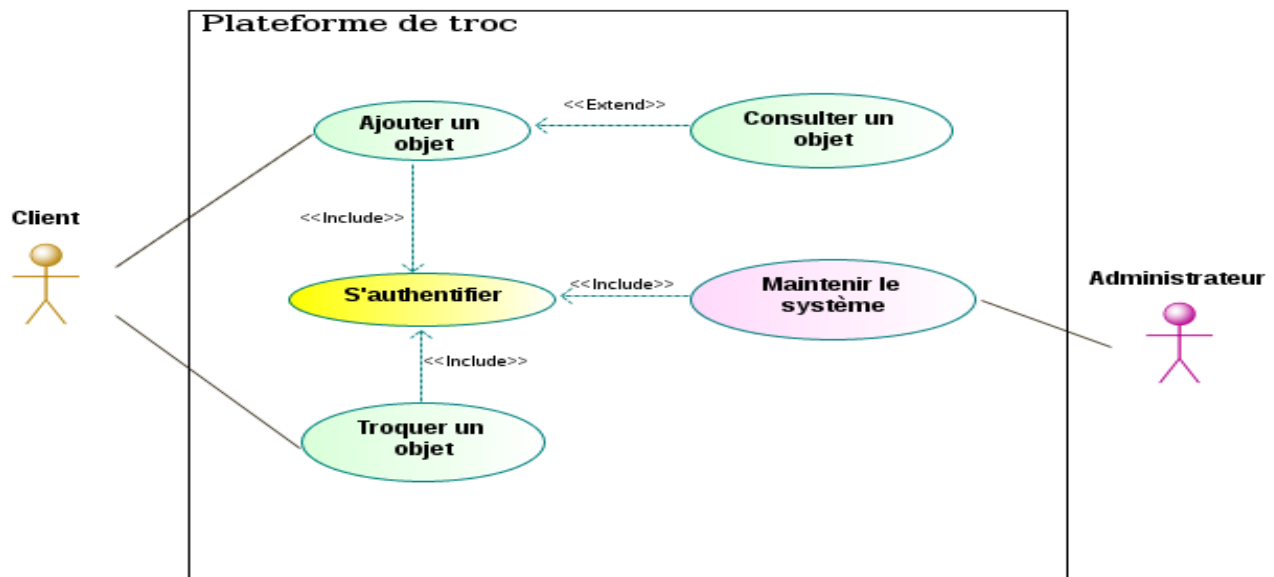 Plateforme de troc
Ajouter un
objet
<<Extend>>
Consulter un
objet
Client
<<Include>>
S'authentifier
<<Include>>
Maintenir le
système
Administrateur
<<Include>>
Troquer un
objet